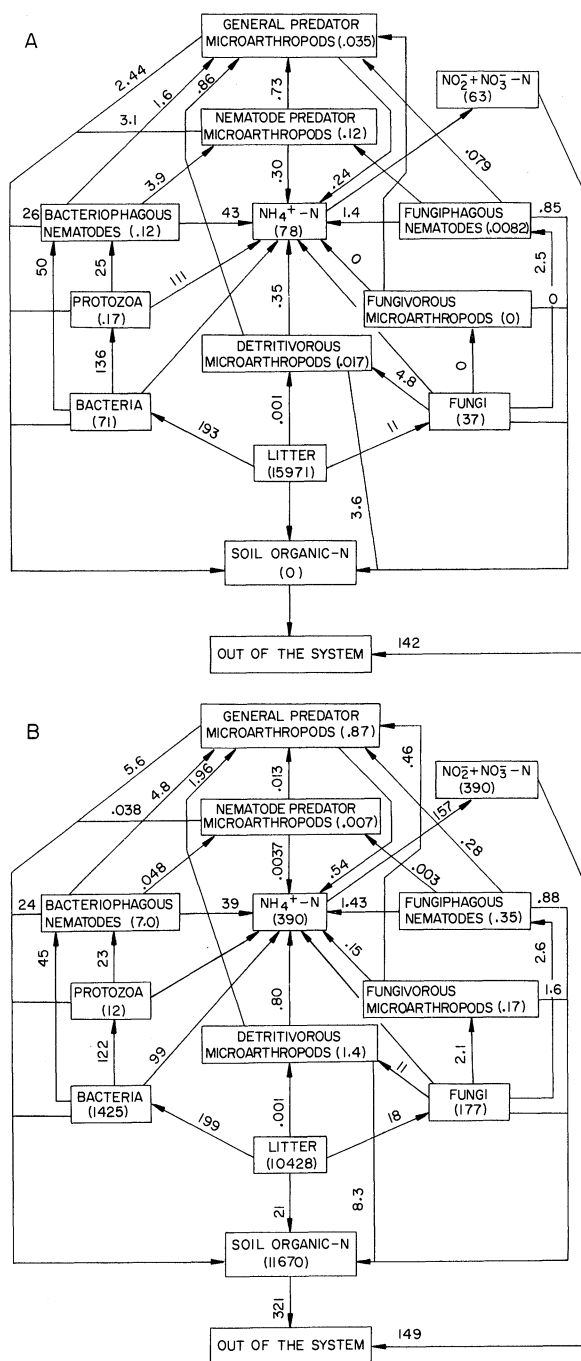 A
GENERAL PREDATOR
MICROARTHROPODS (.035)
NO₂⁻+NO₃⁻-N
(63)
2.44
1.6
.86
.73
3.1
NEMATODE PREDATOR
MICROARTHROPODS (.12)
3.9
.30
.24
.079
26
BACTERIOPHAGOUS
NEMATODES (.12)
43
NH₄⁺-N
(78)
1.4
FUNGIPHAGOUS
NEMATODES (.0082)
.85
50
25
111
.35
0
2.5
PROTOZOA
(.17)
FUNGIVOROUS
MICROARTHROPODS (0)
0
136
DETRITIVOROUS
MICROARTHROPODS (.017)
4.8
0
BACTERIA
(71)
.001
FUNGI
(37)
193
11
LITTER
(15971)
3.6
SOIL ORGANIC-N
(0)
OUT OF THE SYSTEM
142
B
GENERAL PREDATOR
MICROARTHROPODS (.87)
.46
NO₂⁻+NO₃⁻-N
(390)
5.6
4.8
1.96
.013
157
.038
NEMATODE PREDATOR
MICROARTHROPODS (.007)
.048
.0037
.54
.003
.28
24
BACTERIOPHAGOUS
NEMATODES (7.0)
39
NH₄⁺-N
(390)
1.43
FUNGIPHAGOUS
NEMATODES (.35)
.88
45
23
.80
.15
2.6
PROTOZOA
(12)
FUNGIVOROUS
MICROARTHROPODS (.17)
1.6
122
99
DETRITIVOROUS
MICROARTHROPODS (1.4)
11
2.1
BACTERIA
(1425)
.001
FUNGI
(177)
199
18
LITTER
(10428)
21
8.3
SOIL ORGANIC-N
(11670)
321
OUT OF THE SYSTEM
149